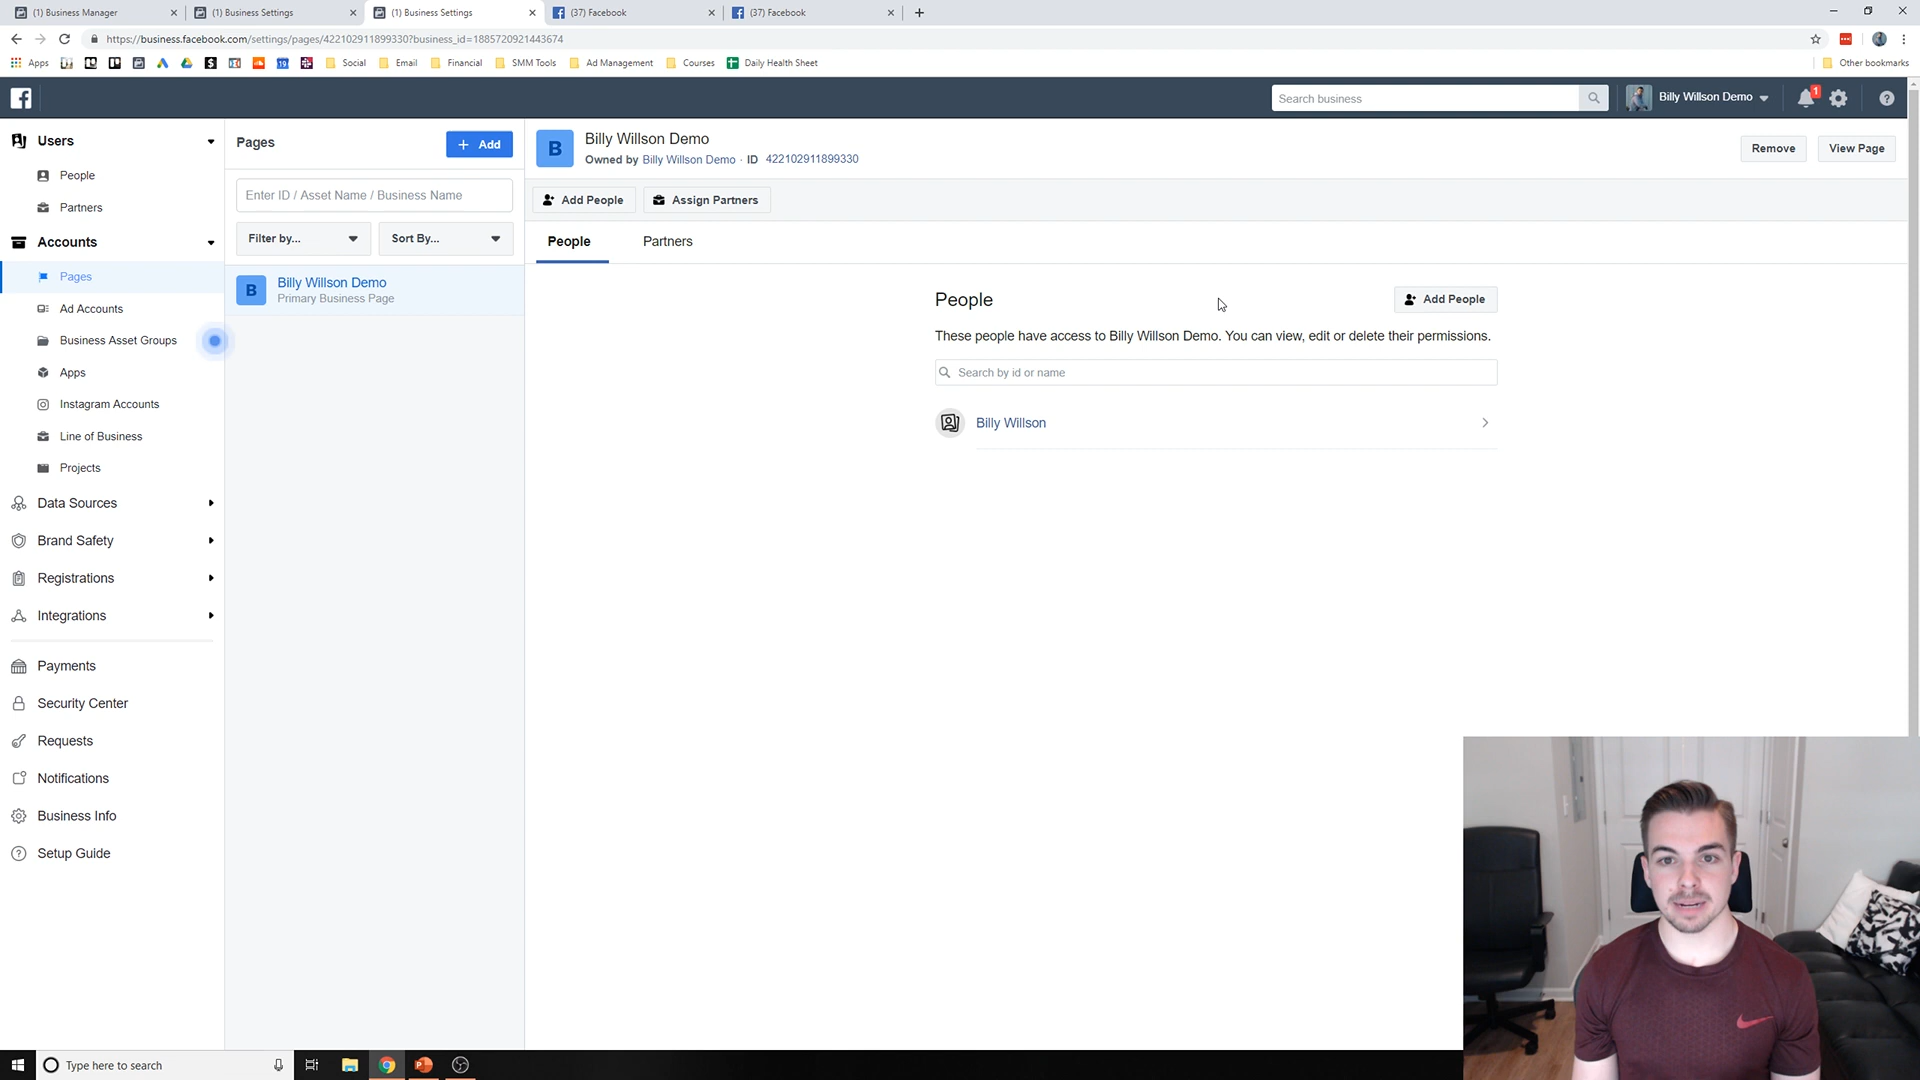 (1) Business Manager
(1) Business Settings
(1) Business Settings
(37) Facebook
(37) Facebook
https://business.facebook.com/settings/pages/422102911899330?business_id=1885720921443674
Apps
Social
Email
Financial
SMM Tools
Ad Management
Courses
Daily Health Sheet
Other bookmarks
Search business
Billy Willson Demo
1
Users
People
Partners
Accounts
Pages
Ad Accounts
Business Asset Groups
Apps
Instagram Accounts
Line of Business
Projects
Data Sources
Brand Safety
Registrations
Integrations
Payments
Security Center
Requests
Notifications
Business Info
Setup Guide
Pages
+ Add
Enter ID / Asset Name / Business Name
Filter by...
Sort By...
B
Billy Willson Demo
Primary Business Page
B
Billy Willson Demo
Owned by Billy Willson Demo · ID 422102911899330
Remove
View Page
Add People
Assign Partners
People
Partners
People
Add People
These people have access to Billy Willson Demo. You can view, edit or delete their permissions.
Search by id or name
Billy Willson
Type here to search